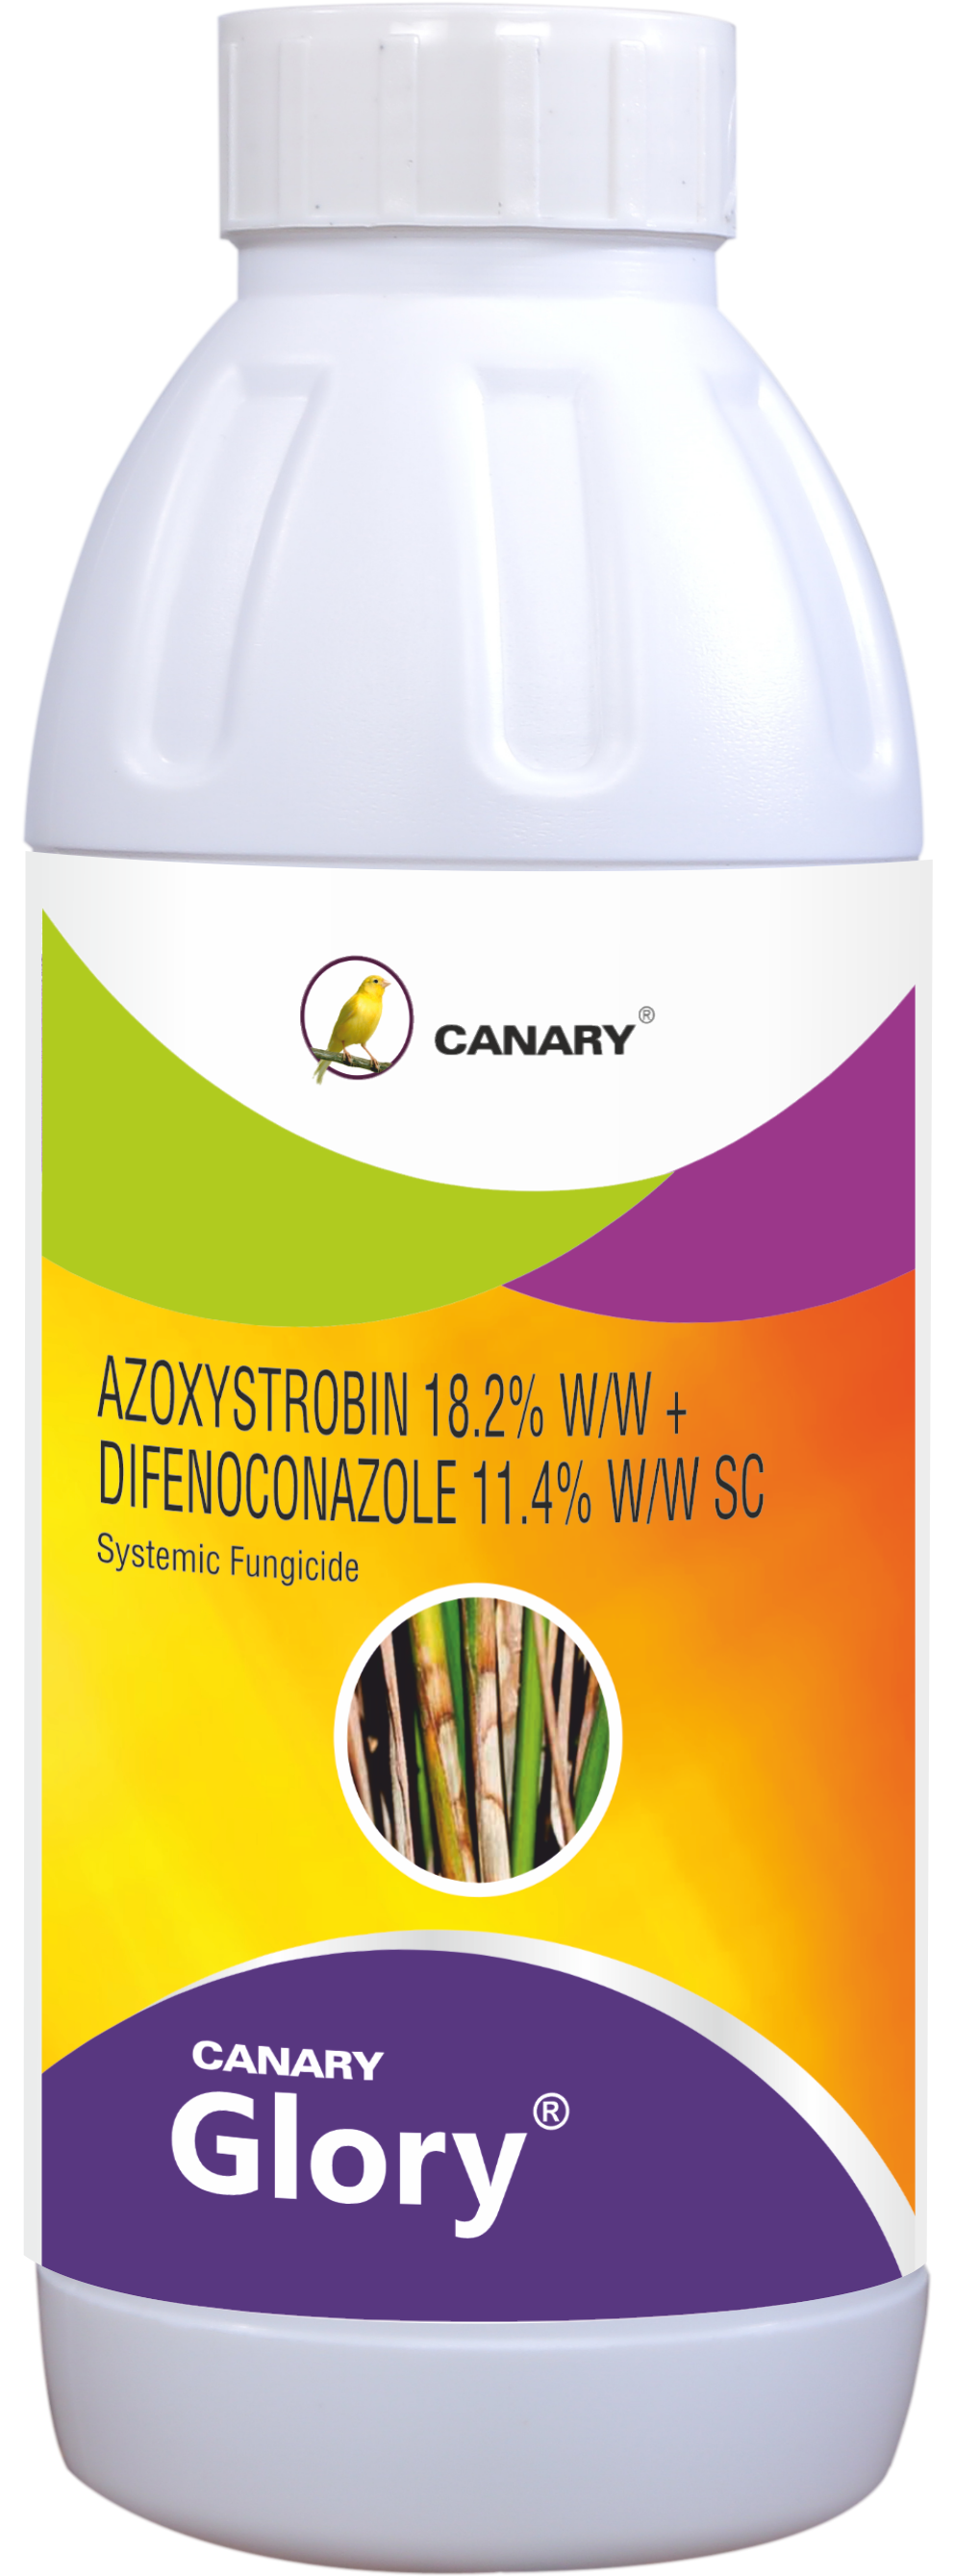 CANARY®
AZOXYSTROBIN 18.2% W/W +
DIFENOCONAZOLE 11.4% W/W SC
Systemic Fungicide
CANARY
Glory®